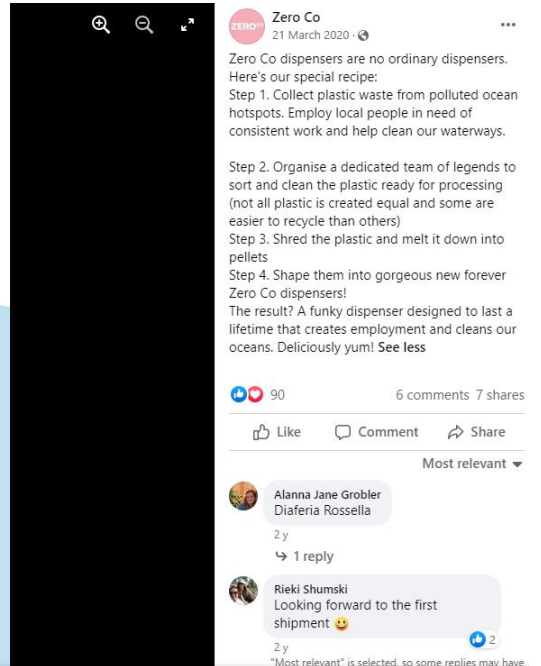 ZERO CO
Zero Co
21 March 2020 ·
Zero Co dispensers are no ordinary dispensers.
Here's our special recipe:
Step 1. Collect plastic waste from polluted ocean
hotspots. Employ local people in need of
consistent work and help clean our waterways.
Step 2. Organise a dedicated team of legends to
sort and clean the plastic ready for processing
(not all plastic is created equal and some are
easier to recycle than others)
Step 3. Shred the plastic and melt it down into
pellets
Step 4. Shape them into gorgeous new forever
Zero Co dispensers!
The result? A funky dispenser designed to last a
lifetime that creates employment and cleans our
oceans. Deliciously yum! See less
90
6 comments 7 shares
Like Comment Share
Most relevant
Alanna Jane Grobler
Diaferia Rossella
2 y
1 reply
Rieki Shumski
Looking forward to the first
shipment 😀
2
2 y
"Most relevant" is selected, so some replies may have